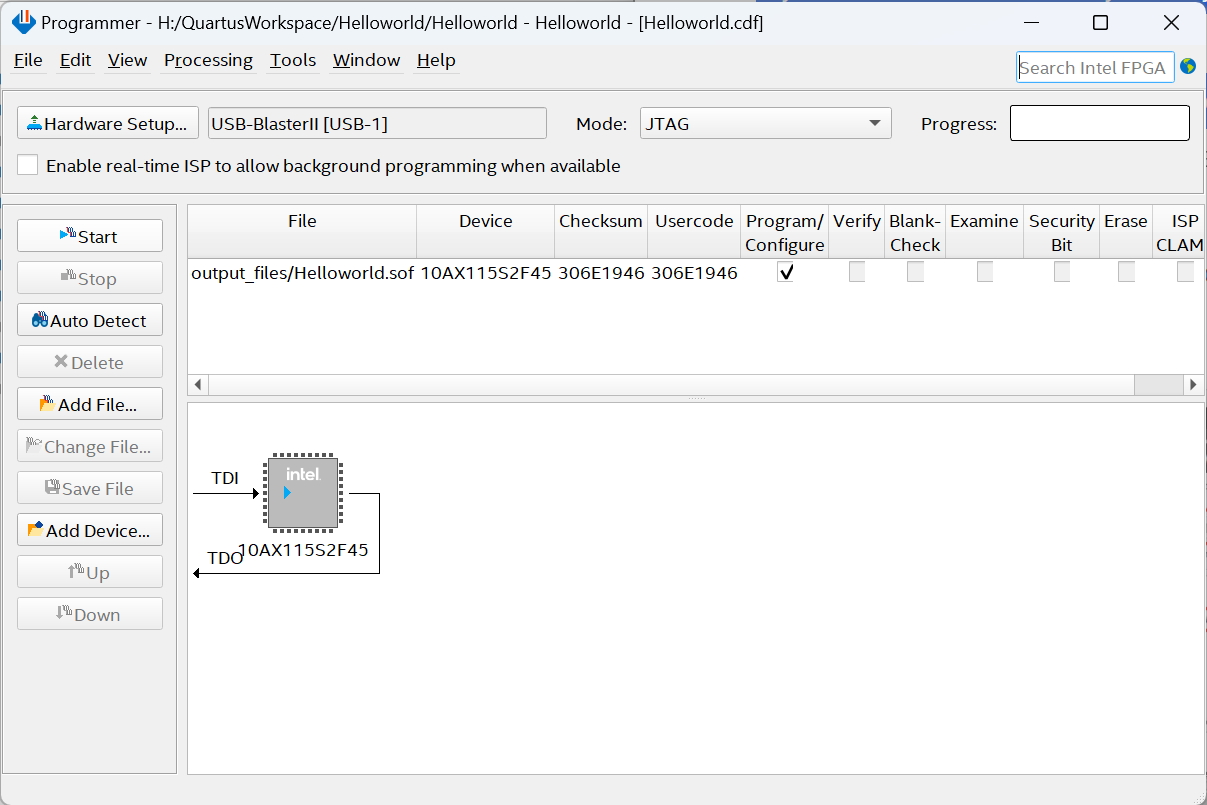 Programmer - H:/QuartusWorkspace/Helloworld/Helloworld - Helloworld - [Helloworld.cdf]
File Edit View Processing Tools Window Help
Search Intel FPGA
Hardware Setup... USB-BlasterII [USB-1] Mode: JTAG Progress:
Enable real-time ISP to allow background programming when available
Start
Stop
Auto Detect
Delete
Add File...
Change File...
Save File
Add Device...
Up
Down
File Device Checksum Usercode Program/ Verify Blank- Examine Security Erase ISP
Configure Check Bit CLAM
output_files/Helloworld.sof 10AX115S2F45 306E1946 306E1946
intel
TDI
10AX115S2F45
TDO